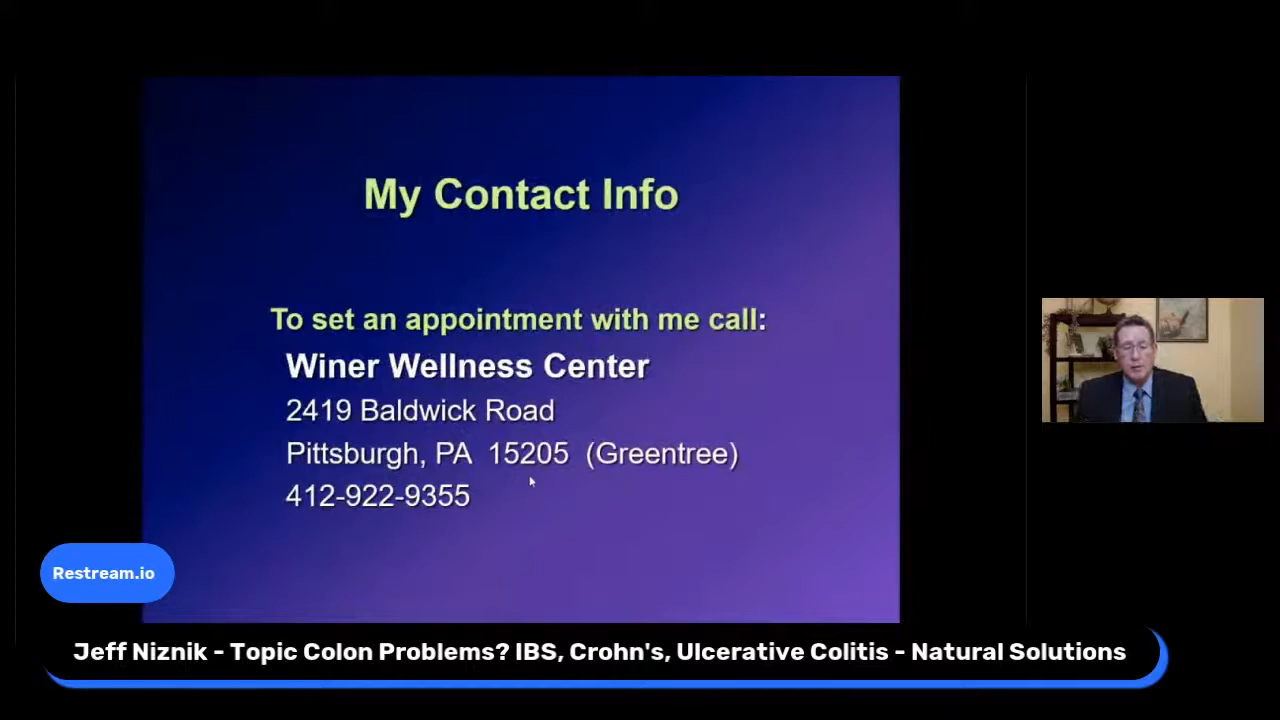 My Contact Info
To set an appointment with me call:
Winer Wellness Center
2419 Baldwick Road
Pittsburgh, PA 15205 (Greentree)
412-922-9355
Restream.io
Jeff Niznik - Topic Colon Problems? IBS, Crohn's, Ulcerative Colitis - Natural Solutions